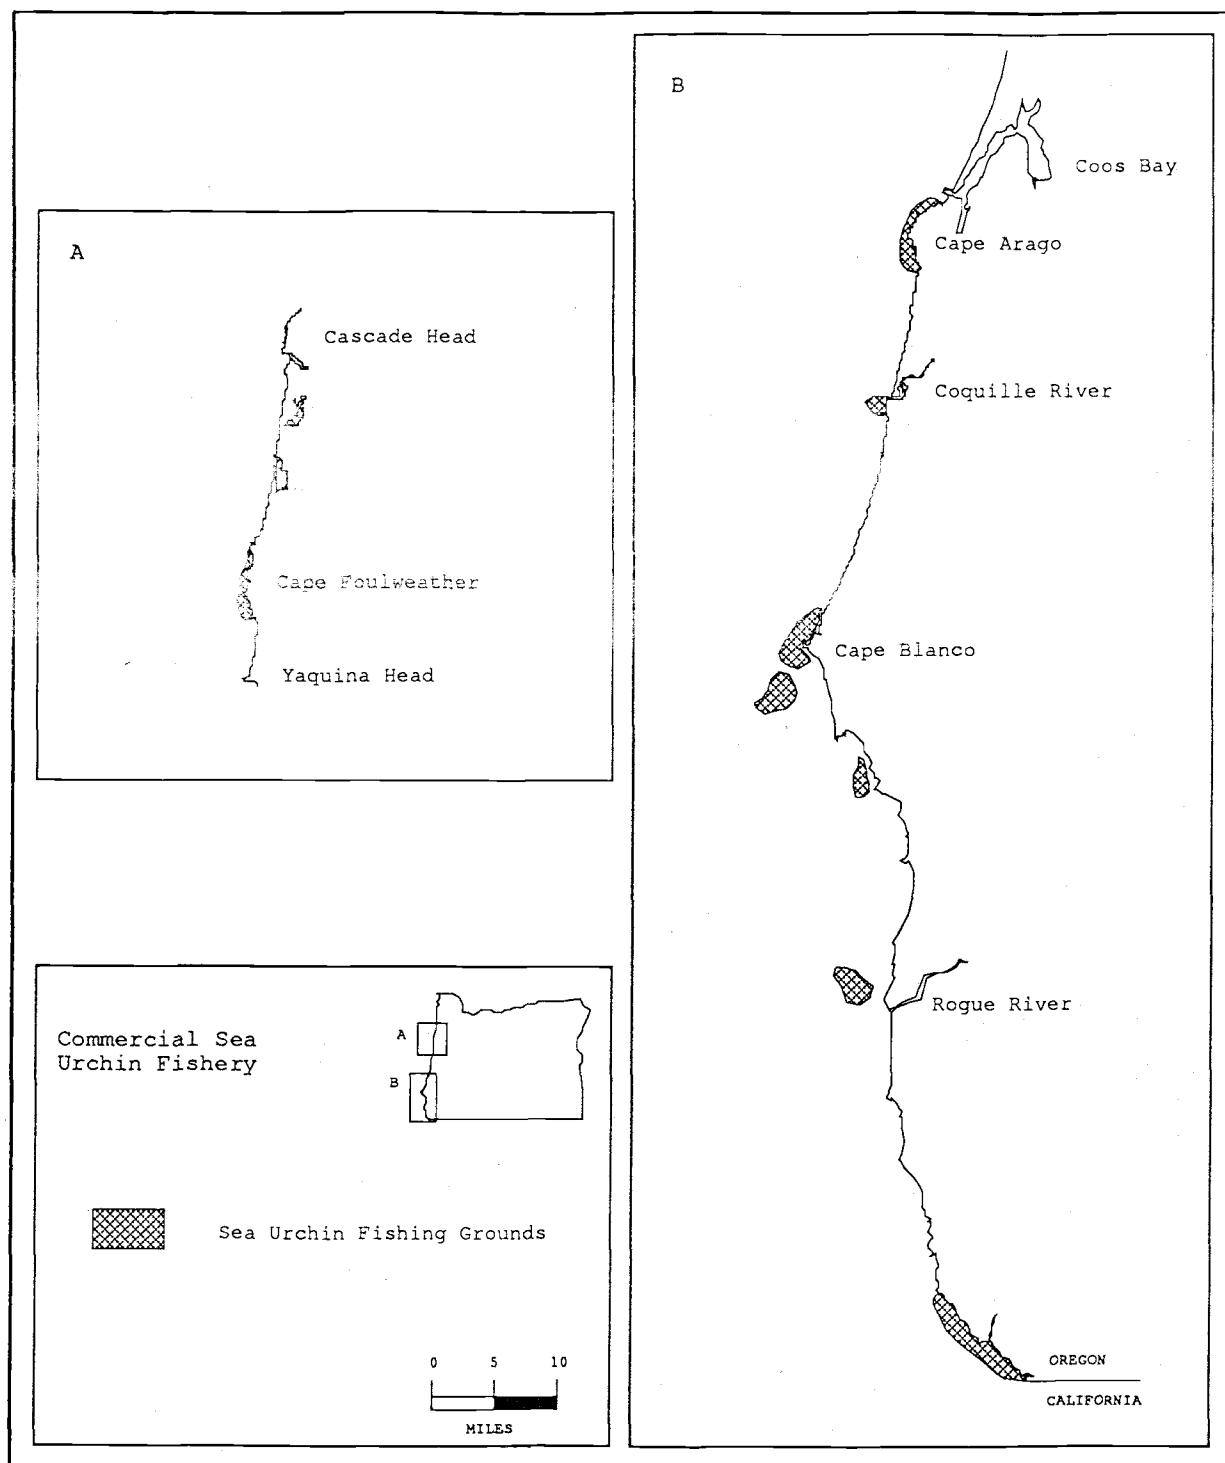 A
Cascade Head
Cape Foulweather
Yaquina Head
Commercial Sea
Urchin Fishery
A
B
Sea Urchin Fishing Grounds
0 5 10
MILES
B
Coos Bay
Cape Arago
Coquille River
Cape Blanco
Rogue River
OREGON
CALIFORNIA